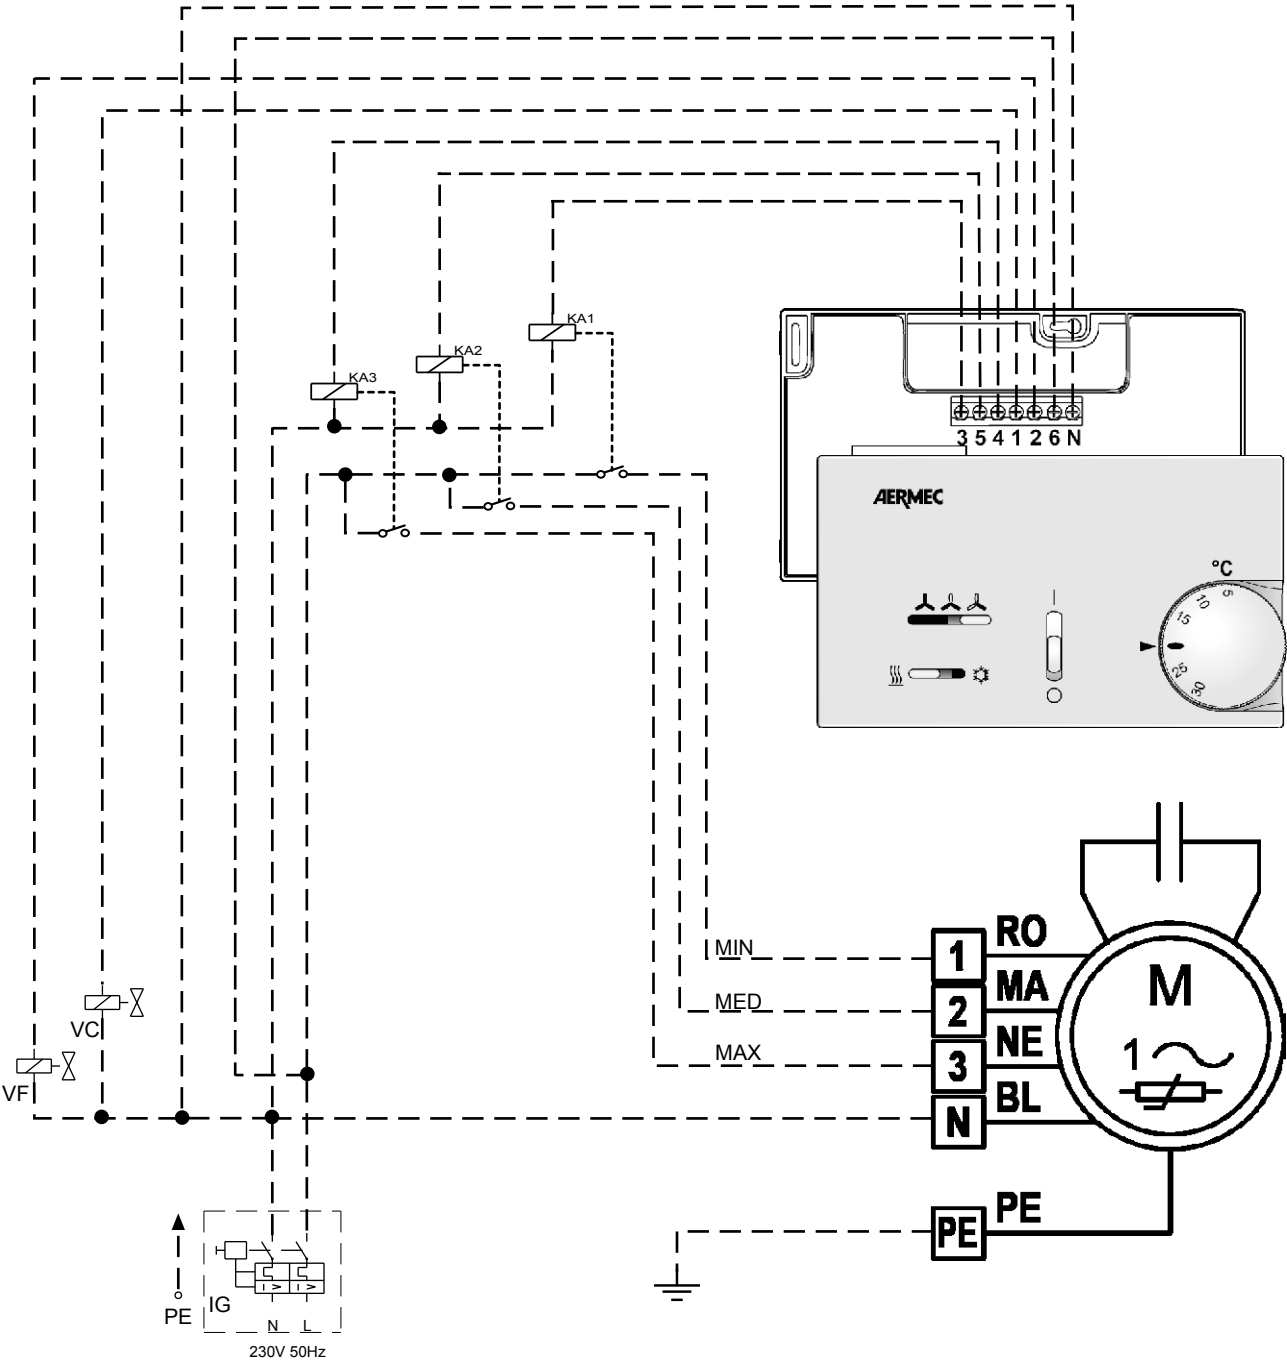 KA1
KA2
KA3
3 5 4 1 2 6 N
AERMEC
°C
5
10
15
25
30
MIN
1
RO
MED
2
MA
M
MAX
3
NE
1
N
BL
VC
VF
PE
PE
PE
IG
N L
230V 50Hz